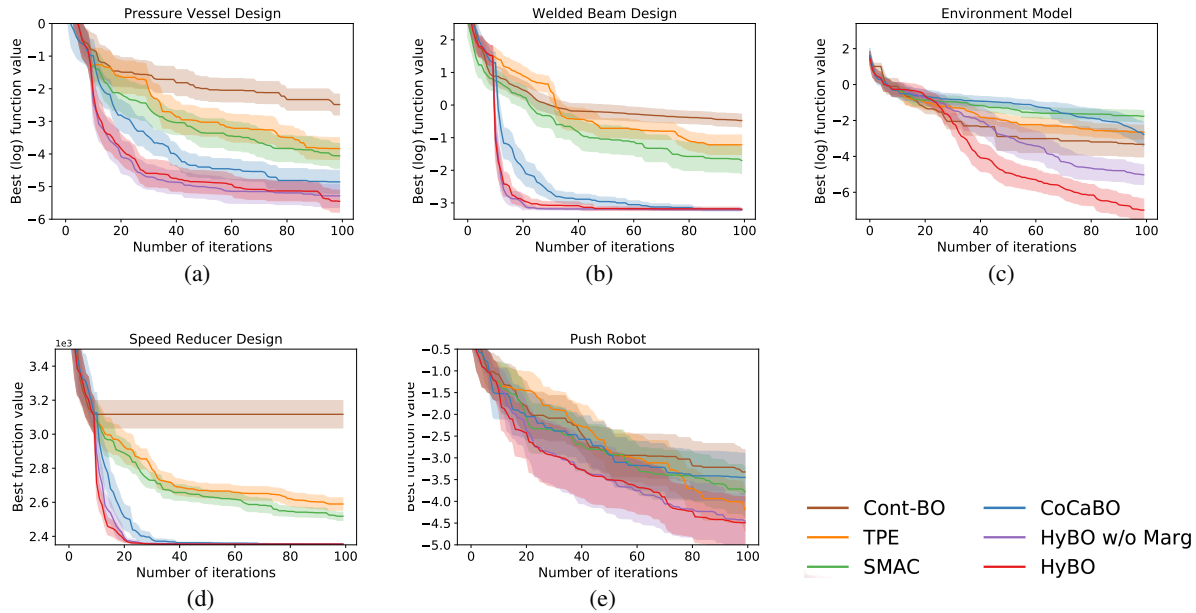 Pressure Vessel Design
Best (log) function value
0
−1
−2
−3
−4
−5
−6
0 20 40 60 80 100
Number of iterations
(a)
Welded Beam Design
Best (log) function value
2
1
0
−1
−2
−3
0 20 40 60 80 100
Number of iterations
(b)
Environment Model
Best (log) function value
2
0
−2
−4
−6
0 20 40 60 80 100
Number of iterations
(c)
Speed Reducer Design
1e3
Best function value
3.4
3.2
3.0
2.8
2.6
2.4
0 20 40 60 80 100
Number of iterations
(d)
Push Robot
Best function value
−0.5
−1.0
−1.5
−2.0
−2.5
−3.0
−3.5
−4.0
−4.5
−5.0
0 20 40 60 80 100
Number of iterations
(e)
Cont-BO
TPE
SMAC
CoCaBO
HyBO w/o Marg
HyBO